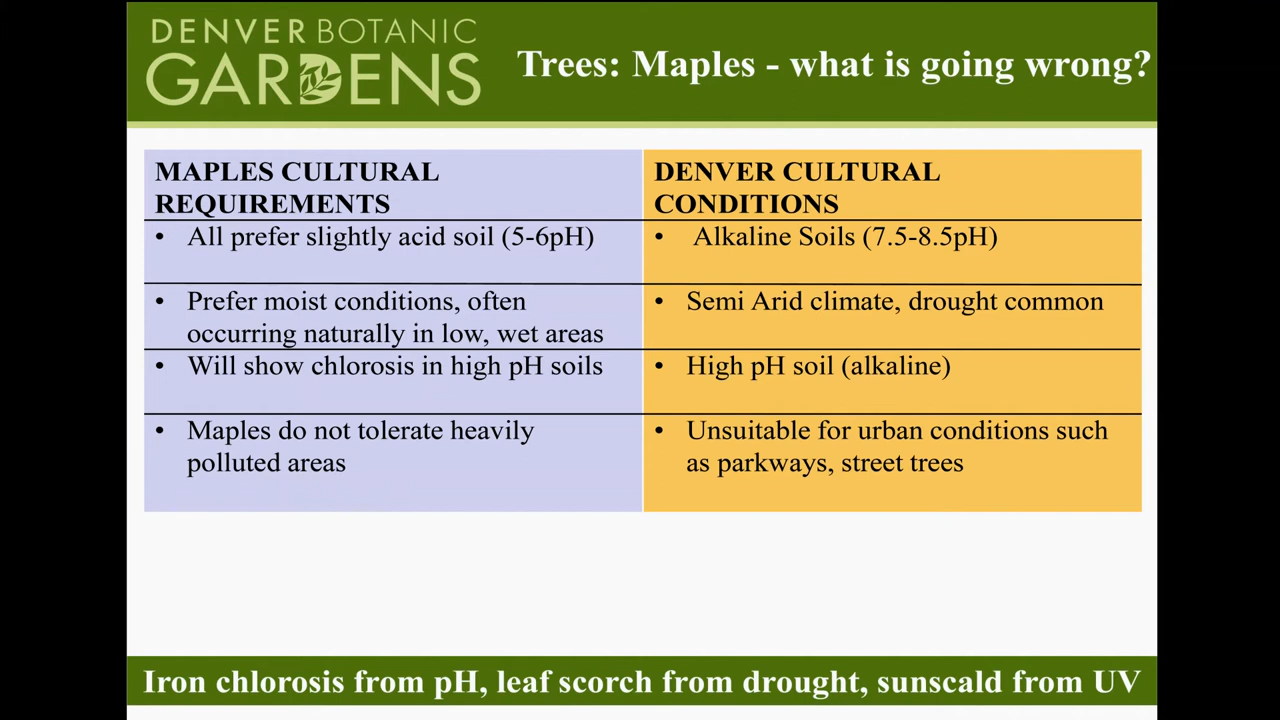 DENVER BOTANIC
GARDENS
Trees: Maples - what is going wrong?
MAPLES CULTURAL
REQUIREMENTS
DENVER CULTURAL
CONDITIONS
• All prefer slightly acid soil (5-6pH)
• Alkaline Soils (7.5-8.5pH)
• Prefer moist conditions, often
occurring naturally in low, wet areas
• Semi Arid climate, drought common
• Will show chlorosis in high pH soils
• High pH soil (alkaline)
• Maples do not tolerate heavily
polluted areas
• Unsuitable for urban conditions such
as parkways, street trees
Iron chlorosis from pH, leaf scorch from drought, sunscald from UV